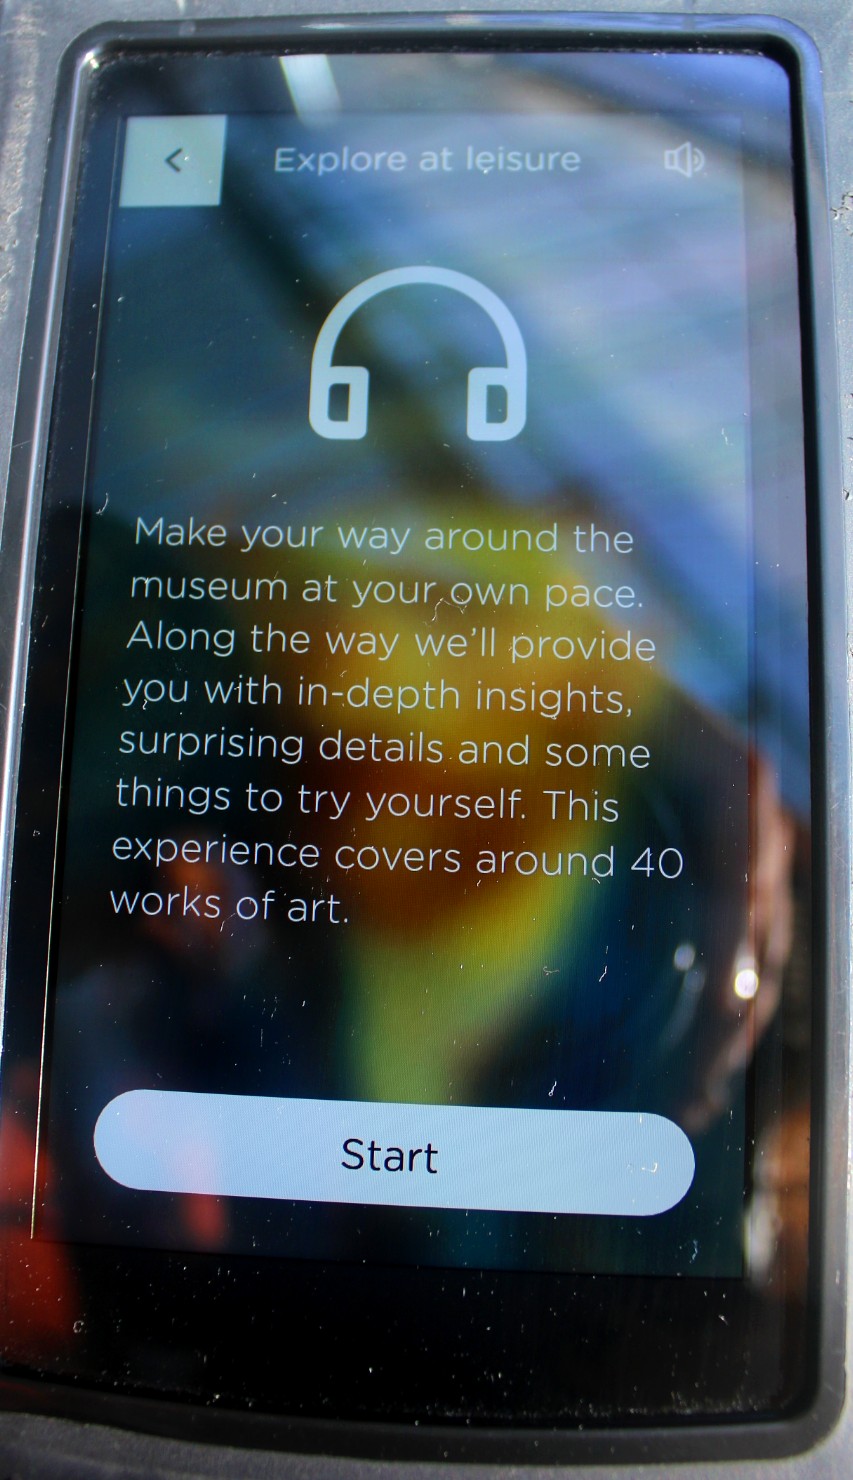 Explore at leisure
Make your way around the
museum at your own pace.
Along the way we'll provide
you with in-depth insights,
surprising details and some
things to try yourself. This
experience covers around 40
works of art.
Start